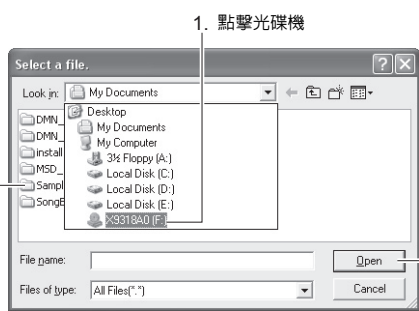 1. 點擊光碟機
Select a file.
Look in: My Documents
Desktop
My Documents
My Computer
3½ Floppy (A:)
Local Disk (C:)
Local Disk (D:)
Local Disk (E:)
X9318A0 (F:)
DMN_
DMN_
install
MSD_
Sampl
SongE
File name:
Open
Files of type: All Files(*.*)
Cancel